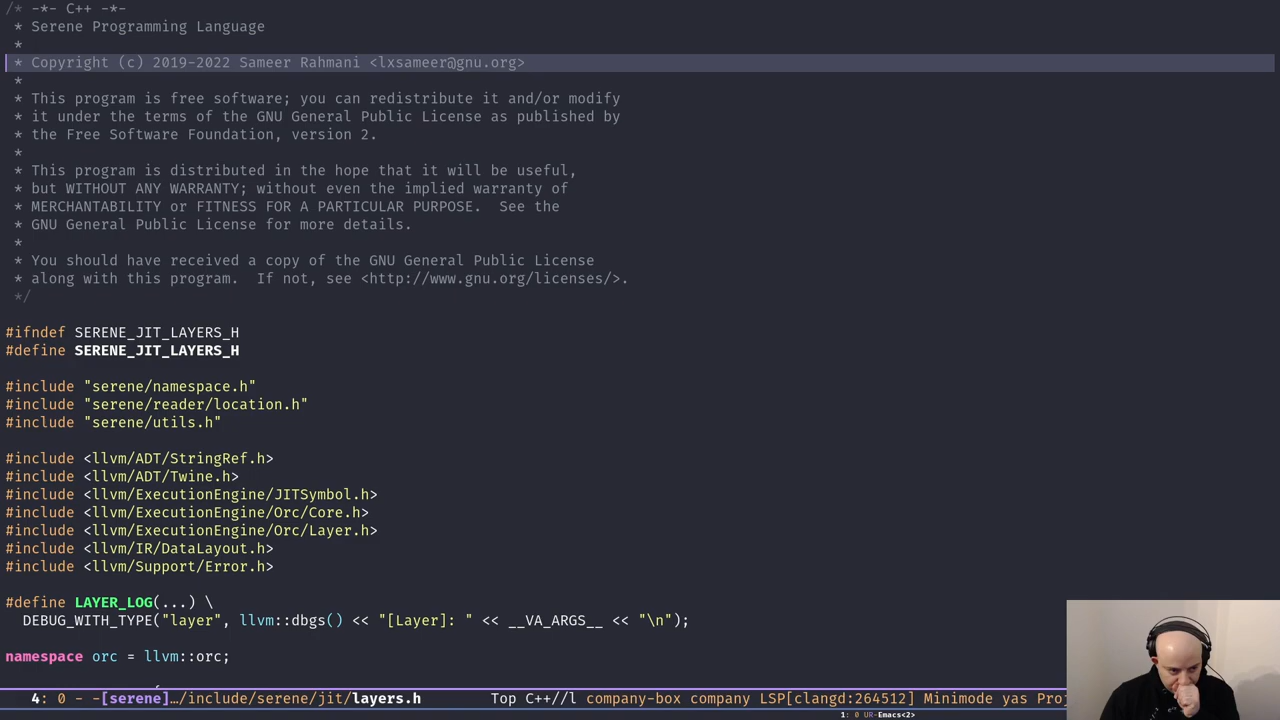 /* -*- C++ -*-
 * Serene Programming Language
 *
 * Copyright (c) 2019-2022 Sameer Rahmani <lxsameer@gnu.org>
 *
 * This program is free software; you can redistribute it and/or modify
 * it under the terms of the GNU General Public License as published by
 * the Free Software Foundation, version 2.
 *
 * This program is distributed in the hope that it will be useful,
 * but WITHOUT ANY WARRANTY; without even the implied warranty of
 * MERCHANTABILITY or FITNESS FOR A PARTICULAR PURPOSE.  See the
 * GNU General Public License for more details.
 *
 * You should have received a copy of the GNU General Public License
 * along with this program.  If not, see <http://www.gnu.org/licenses/>.
 */
#ifndef SERENE_JIT_LAYERS_H
#define SERENE_JIT_LAYERS_H
#include "serene/namespace.h"
#include "serene/reader/location.h"
#include "serene/utils.h"
#include <llvm/ADT/StringRef.h>
#include <llvm/ADT/Twine.h>
#include <llvm/ExecutionEngine/JITSymbol.h>
#include <llvm/ExecutionEngine/Orc/Core.h>
#include <llvm/ExecutionEngine/Orc/Layer.h>
#include <llvm/IR/DataLayout.h>
#include <llvm/Support/Error.h>
#define LAYER_LOG(...) \
  DEBUG_WITH_TYPE("layer", llvm::dbgs() << "[Layer]: " << __VA_ARGS__ << "\n");
namespace orc = llvm::orc;
4: 0 - -[serene]…/include/serene/jit/layers.h Top C++//l company-box company LSP[clangd:264512] Minimode yas Proj
1: 0 UR-Emacs<2>